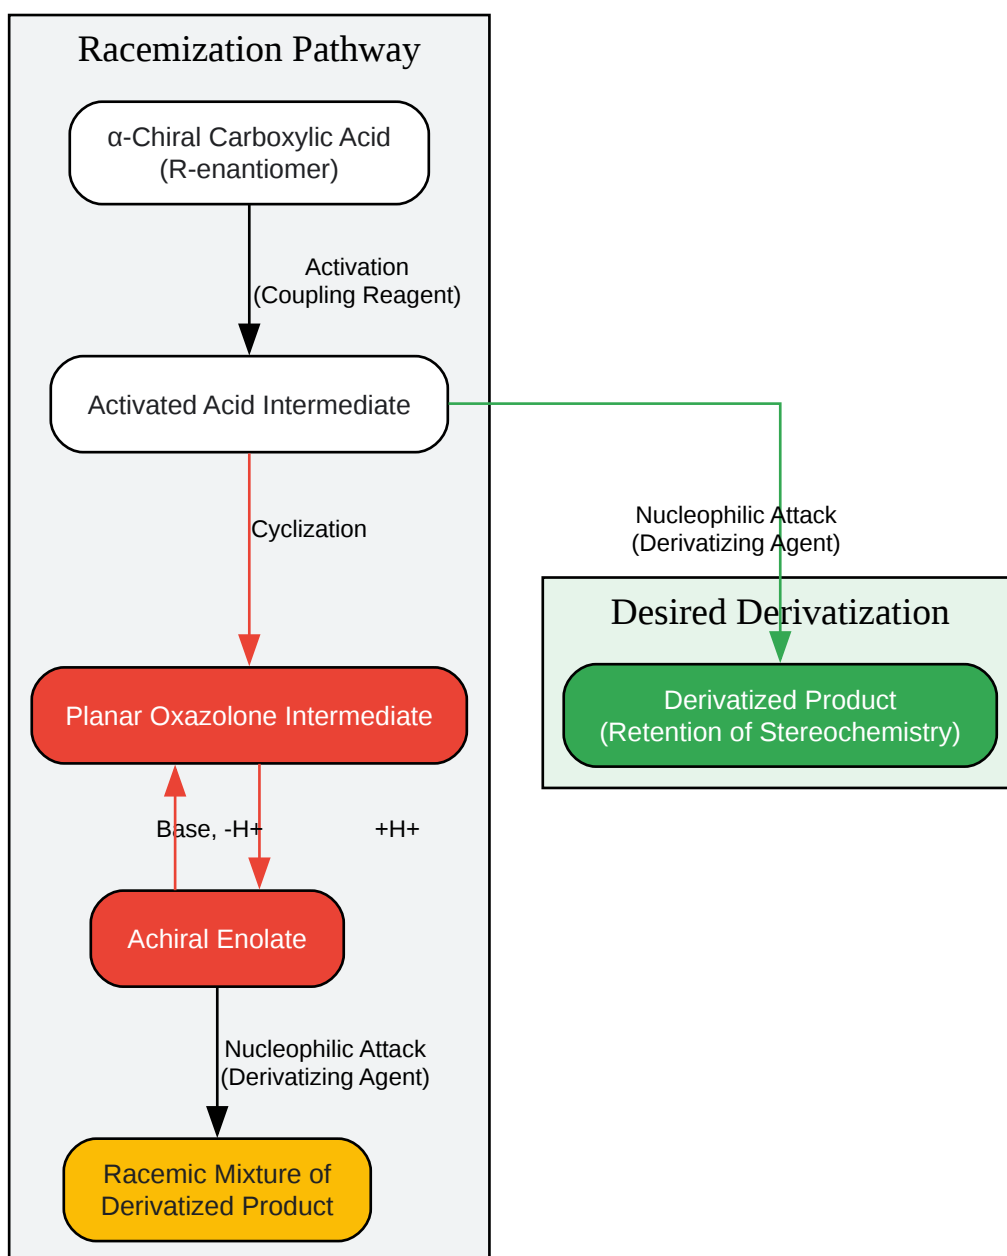 Racemization Pathway
α-Chiral Carboxylic Acid
(R-enantiomer)
Activation
(Coupling Reagent)
Activated Acid Intermediate
Cyclization
Nucleophilic Attack
(Derivatizing Agent)
Desired Derivatization
Planar Oxazolone Intermediate
Derivatized Product
(Retention of Stereochemistry)
Base, -H+
+H+
Achiral Enolate
Nucleophilic Attack
(Derivatizing Agent)
Racemic Mixture of
Derivatized Product